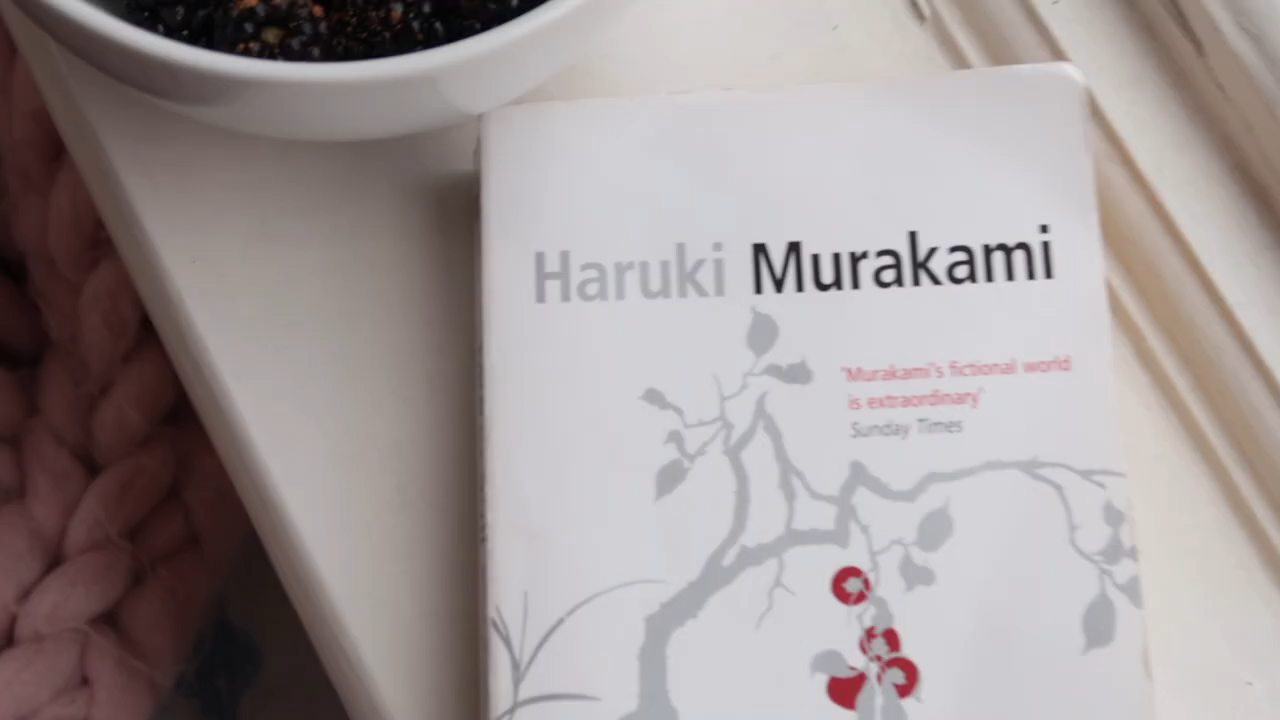 Haruki Murakami
'Murakami's fictional world
is extraordinary'
Sunday Times